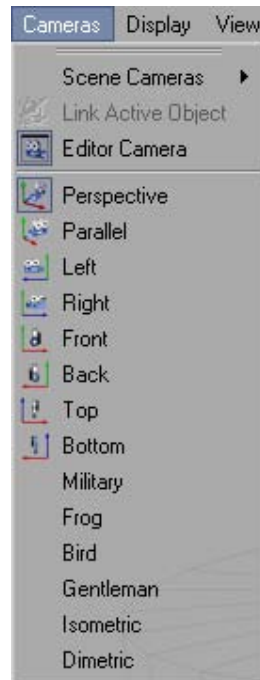 Cameras Display View
Scene Cameras
Link Active Object
Editor Camera
Perspective
Parallel
Left
Right
Front
Back
Top
Bottom
Military
Frog
Bird
Gentleman
Isometric
Dimetric